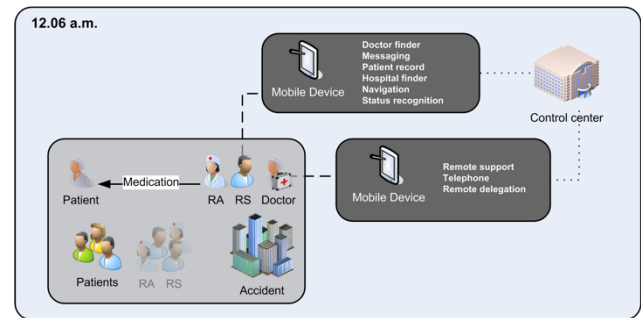 12.06 a.m.
Doctor finder
Messaging
Patient record
Hospital finder
Navigation
Status recognition
Mobile Device
Control center
Remote support
Telephone
Remote delegation
Mobile Device
Medication
Patient
RA
RS
Doctor
Patients
RA
RS
Accident